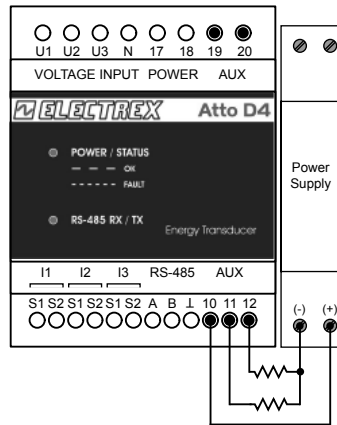 U1 U2 U3 N 17 18 19 20
VOLTAGE INPUT POWER AUX
ELECTREX Atto D4
POWER / STATUS
OK
FAULT
RS-485 RX / TX
Energy Transducer
Power
Supply
I1 I2 I3 RS-485 AUX
S1 S2 S1 S2 S1 S2 A B ⊥ 10 11 12
(-) (+)